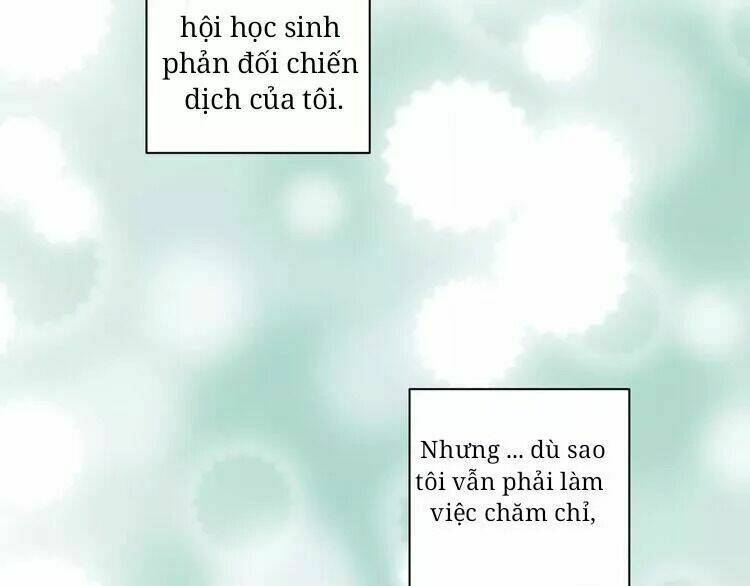 hội học sinh
phản đối chiến
dịch của tôi.
Nhưng ... dù sao
tôi vẫn phải làm
việc chăm chỉ,